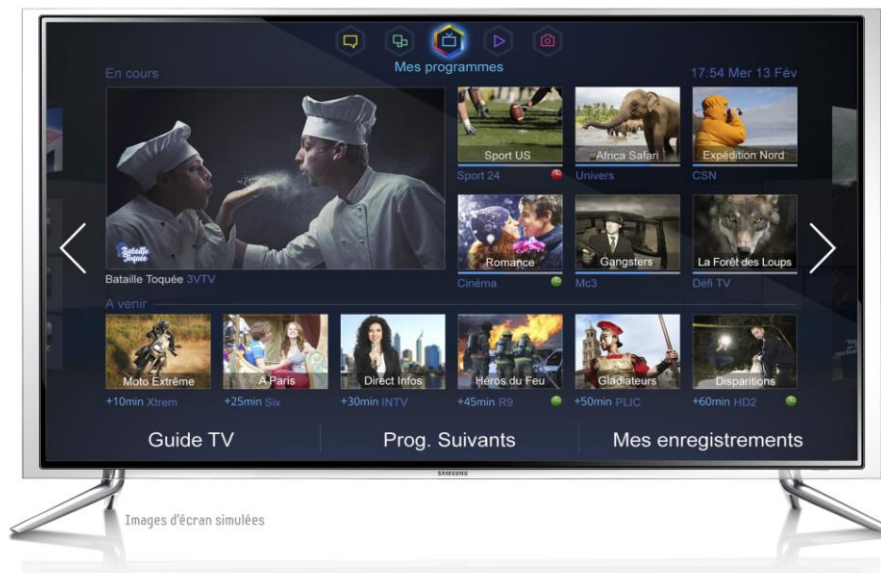 Mes programmes
En cours
17:54 Mer 13 Fév
Sport US
Sport 24
Africa Safari
Univers
Expédition Nord
CSN
Bataille Toquée
Bataille Toquée 3VTV
Romance
Cinéma
Gangsters
Mc3
La Forêt des Loups
Défi TV
A venir
Moto Extrême
+10min Xtrem
A Paris
+25min Six
Direct Infos
+30min INTV
Héros du Feu
+45min R9
Gladiateurs
+50min PLIC
Disparitions
+60min HD2
Guide TV
Prog. Suivants
Mes enregistrements
SAMSUNG
Images d'écran simulées